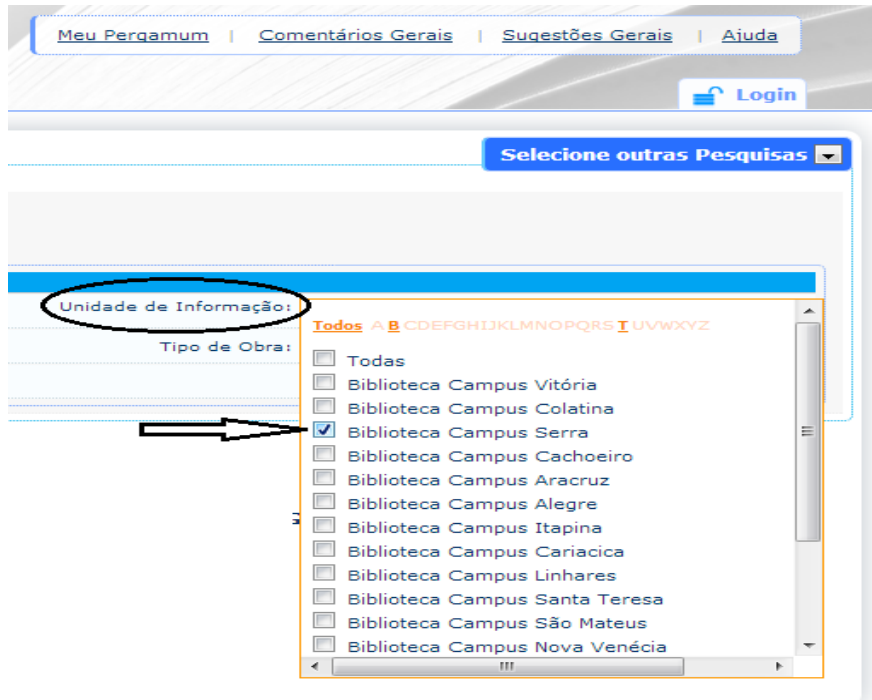 Meu Pergamum | Comentários Gerais | Sugestões Gerais | Ajuda
Login
Selecione outras Pesquisas
Unidade de Informação:
Todos A B CDEFGHIJKLMNOPQRS T UVWXYZ
Tipo de Obra:
Todas
Biblioteca Campus Vitória
Biblioteca Campus Colatina
Biblioteca Campus Serra
Biblioteca Campus Cachoeiro
Biblioteca Campus Aracruz
Biblioteca Campus Alegre
Biblioteca Campus Itapina
Biblioteca Campus Cariacica
Biblioteca Campus Linhares
Biblioteca Campus Santa Teresa
Biblioteca Campus São Mateus
Biblioteca Campus Nova Venécia